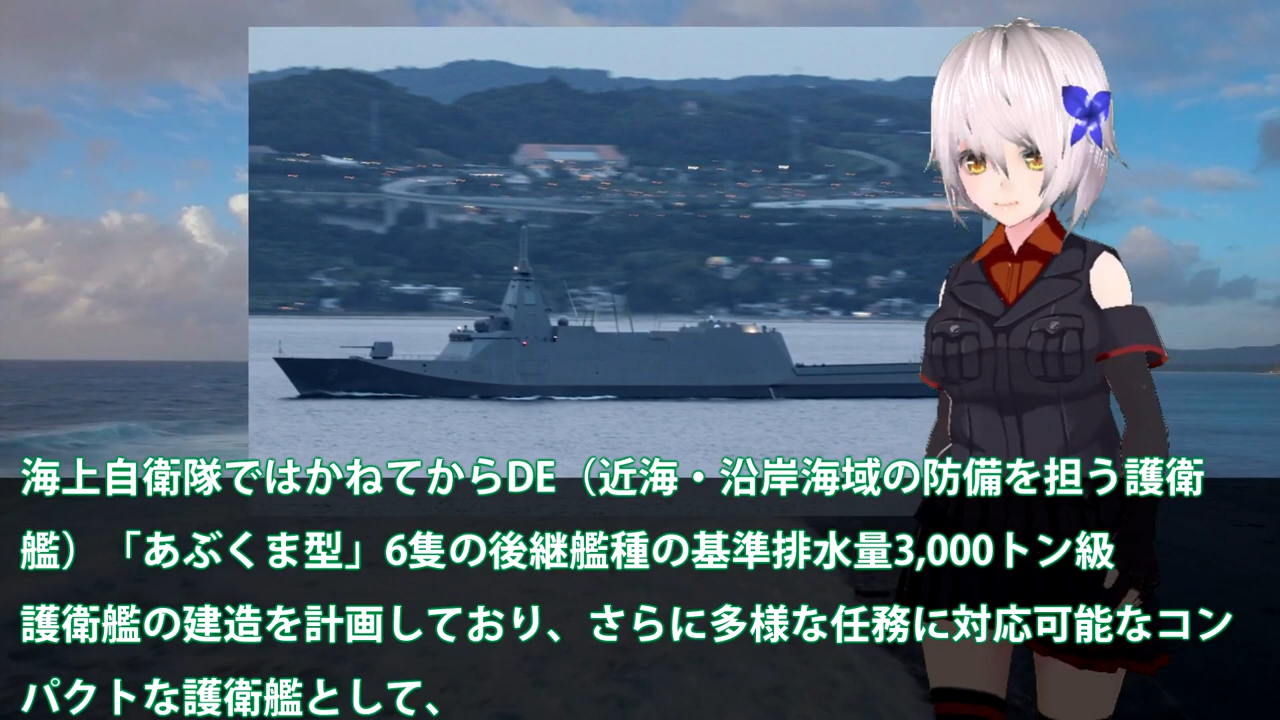 海上自衛隊ではかねてからDE（近海・沿岸海域の防備を担う護衛
艦）「あぶくま型」6隻の後継艦種の基準排水量3,000トン級
護衛艦の建造を計画しており、さらに多様な任務に対応可能なコン
パクトな護衛艦として、